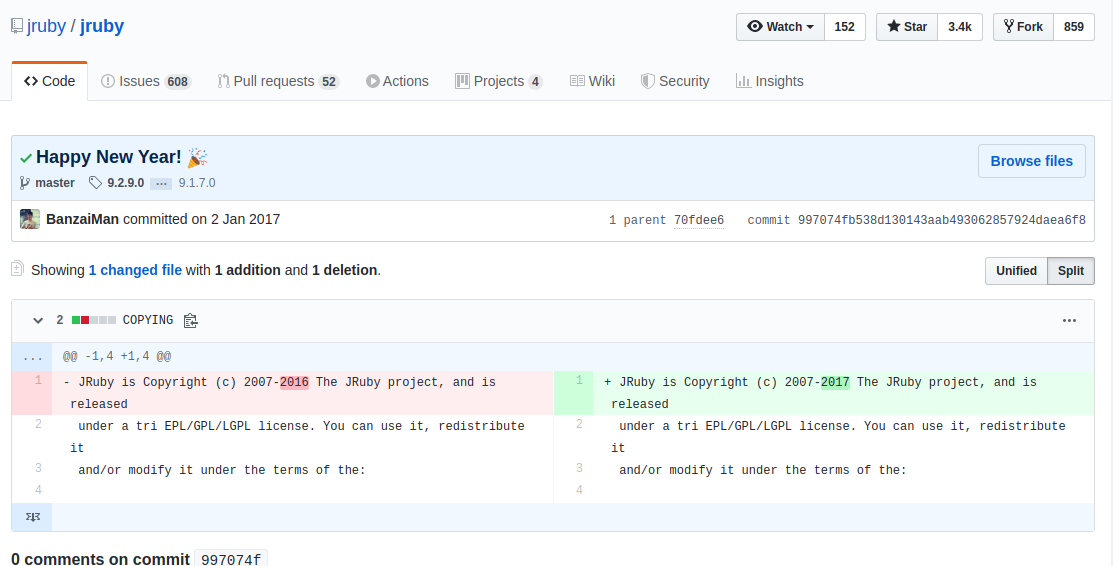 jruby / jruby Watch 152 Star 3.4k Fork 859
Code Issues 608 Pull requests 52 Actions Projects 4 Wiki Security Insights
Happy New Year! 🎉 Browse files
master 9.2.9.0 ... 9.1.7.0
BanzaiMan committed on 2 Jan 2017 1 parent 70fdee6 commit 997074fb538d130143aab493062857924daea6f8
Showing 1 changed file with 1 addition and 1 deletion. Unified Split
2 COPYING ...
... @@ -1,4 +1,4 @@
1 - JRuby is Copyright (c) 2007-2016 The JRuby project, and is
released
2 under a tri EPL/GPL/LGPL license. You can use it, redistribute
it
3 and/or modify it under the terms of the:
4
1 + JRuby is Copyright (c) 2007-2017 The JRuby project, and is
released
2 under a tri EPL/GPL/LGPL license. You can use it, redistribute
it
3 and/or modify it under the terms of the:
4
0 comments on commit 997074f